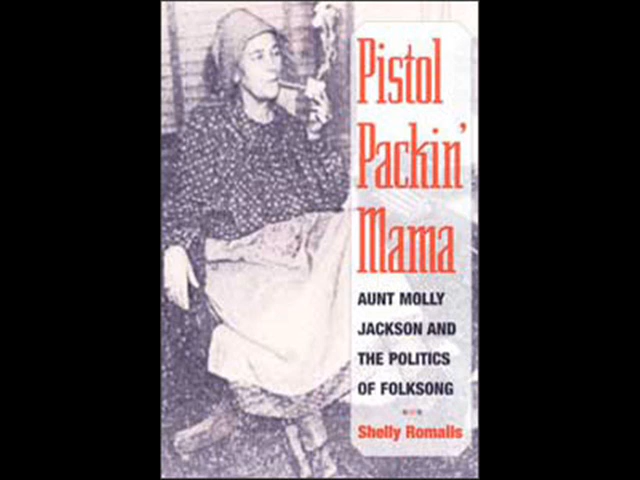 Pistol
Packin'
Mama
AUNT MOLLY
JACKSON AND
THE POLITICS
OF FOLKSONG
Shelly Romalis